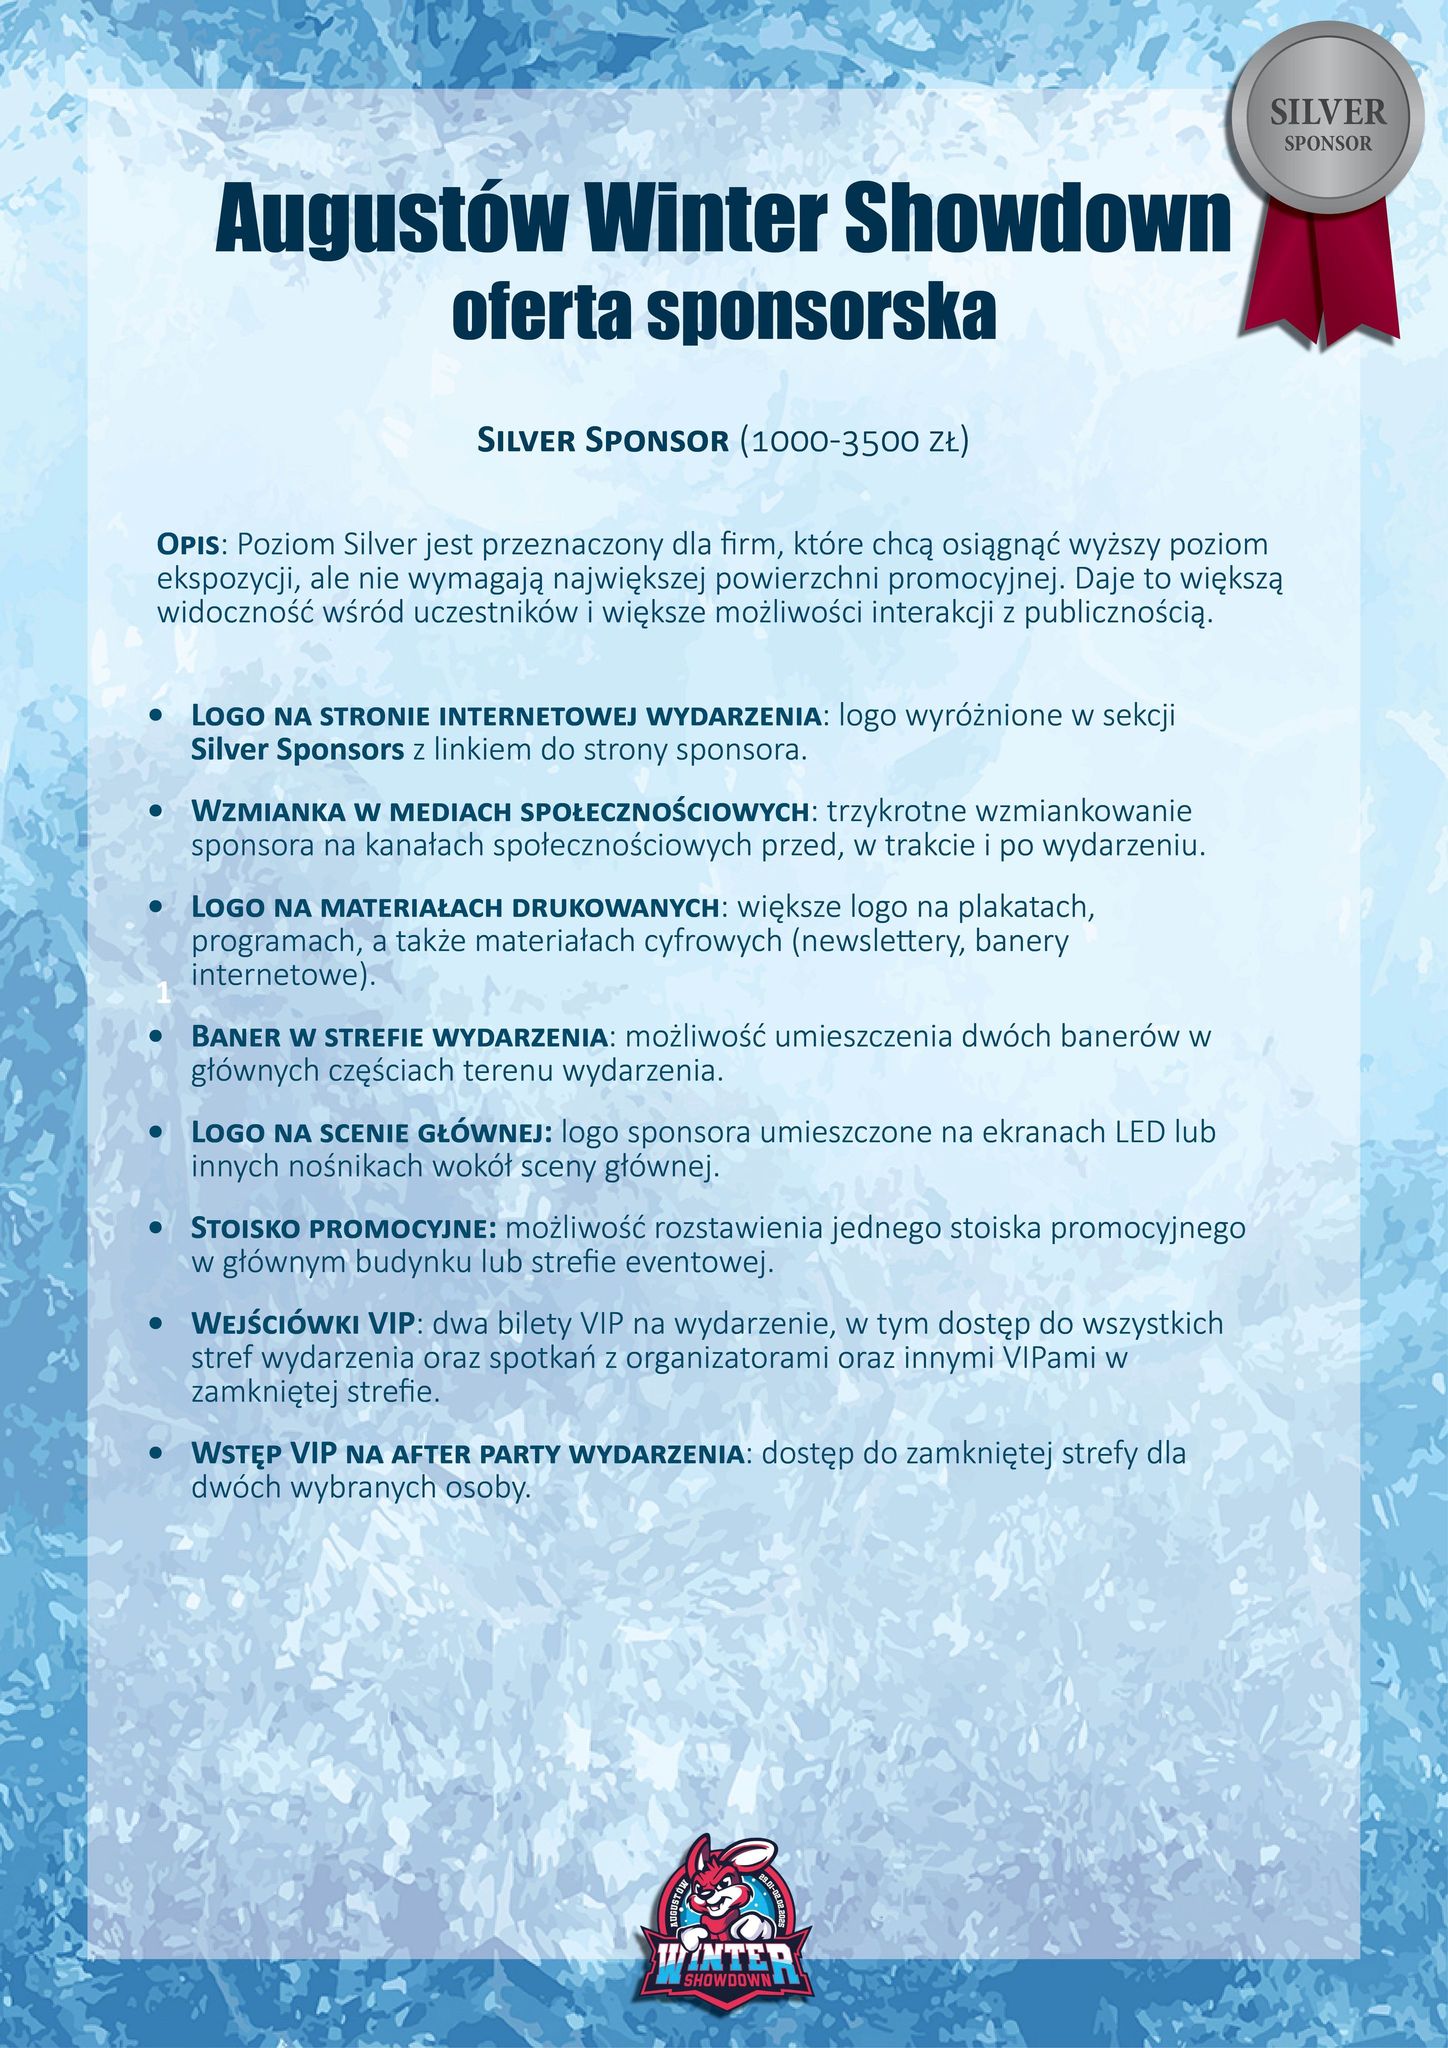 SILVER
SPONSOR
Augustów Winter Showdown
oferta sponsorska
SILVER SPONSOR (1000-3500 ZŁ)
OPIS: Poziom Silver jest przeznaczony dla firm, które chcą osiągnąć wyższy poziom
ekspozycji, ale nie wymagają największej powierzchni promocyjnej. Daje to większą
widoczność wśród uczestników i większe możliwości interakcji z publicznością.
• LOGO NA STRONIE INTERNETOWEJ WYDARZENIA: logo wyróżnione w sekcji
Silver Sponsors z linkiem do strony sponsora.
• WZMIANKA W MEDIACH SPOŁECZNOŚCIOWYCH: trzykrotne wzmiankowanie
sponsora na kanałach społecznościowych przed, w trakcie i po wydarzeniu.
• LOGO NA MATERIAŁACH DRUKOWANYCH: większe logo na plakatach,
programach, a także materiałach cyfrowych (newslettery, banery
internetowe).
1
• BANER W STREFIE WYDARZENIA: możliwość umieszczenia dwóch banerów w
głównych częściach terenu wydarzenia.
• LOGO NA SCENIE GŁÓWNEJ: logo sponsora umieszczone na ekranach LED lub
innych nośnikach wokół sceny głównej.
• STOISKO PROMOCYJNE: możliwość rozstawienia jednego stoiska promocyjnego
w głównym budynku lub strefie eventowej.
• WEJŚCIÓWKI VIP: dwa bilety VIP na wydarzenie, w tym dostęp do wszystkich
stref wydarzenia oraz spotkań z organizatorami oraz innymi VIPami w
zamkniętej strefie.
• WSTĘP VIP NA AFTER PARTY WYDARZENIA: dostęp do zamkniętej strefy dla
dwóch wybranych osoby.
AUGUSTÓW
WINTER
SHOWDOWN